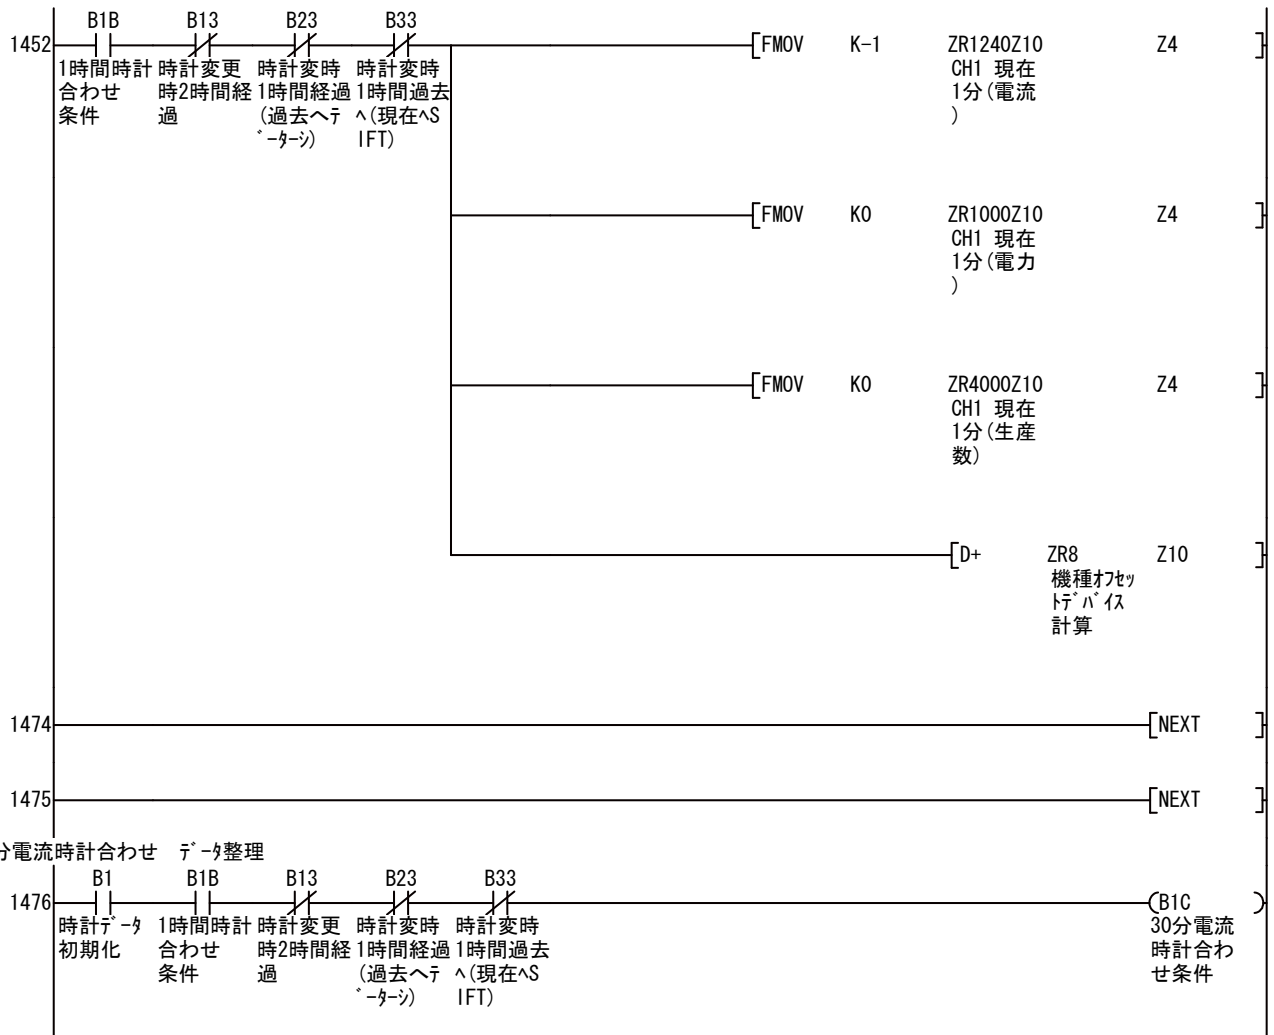 B1B B13 B23 B33
1452 [FMOV K-1 ZR1240Z10 Z4 ]
1時間時計 時計変更 時計変時 時計変時 CH1 現在
合わせ 時2時間経 1時間経過 1時間過去 1分(電流
条件 過 (過去へテ へ(現在へS )
ﾞｰﾀｰｼ) IFT)
[FMOV K0 ZR1000Z10 Z4 ]
CH1 現在
1分(電力
)
[FMOV K0 ZR4000Z10 Z4 ]
CH1 現在
1分(生産
数)
[D+ ZR8 Z10 ]
機種ｵﾌｾｯ
ﾄﾃﾞﾊﾞｲｽ
計算
1474 [NEXT ]
1475 [NEXT ]
分電流時計合わせ ﾃﾞｰﾀ整理
B1 B1B B13 B23 B33
1476 (B1C )
時計ﾃﾞｰﾀ 1時間時計 時計変更 時計変時 時計変時 30分電流
初期化 合わせ 時2時間経 1時間経過 1時間過去 時計合わ
条件 過 (過去へテ へ(現在へS せ条件
ﾞｰﾀｰｼ) IFT)